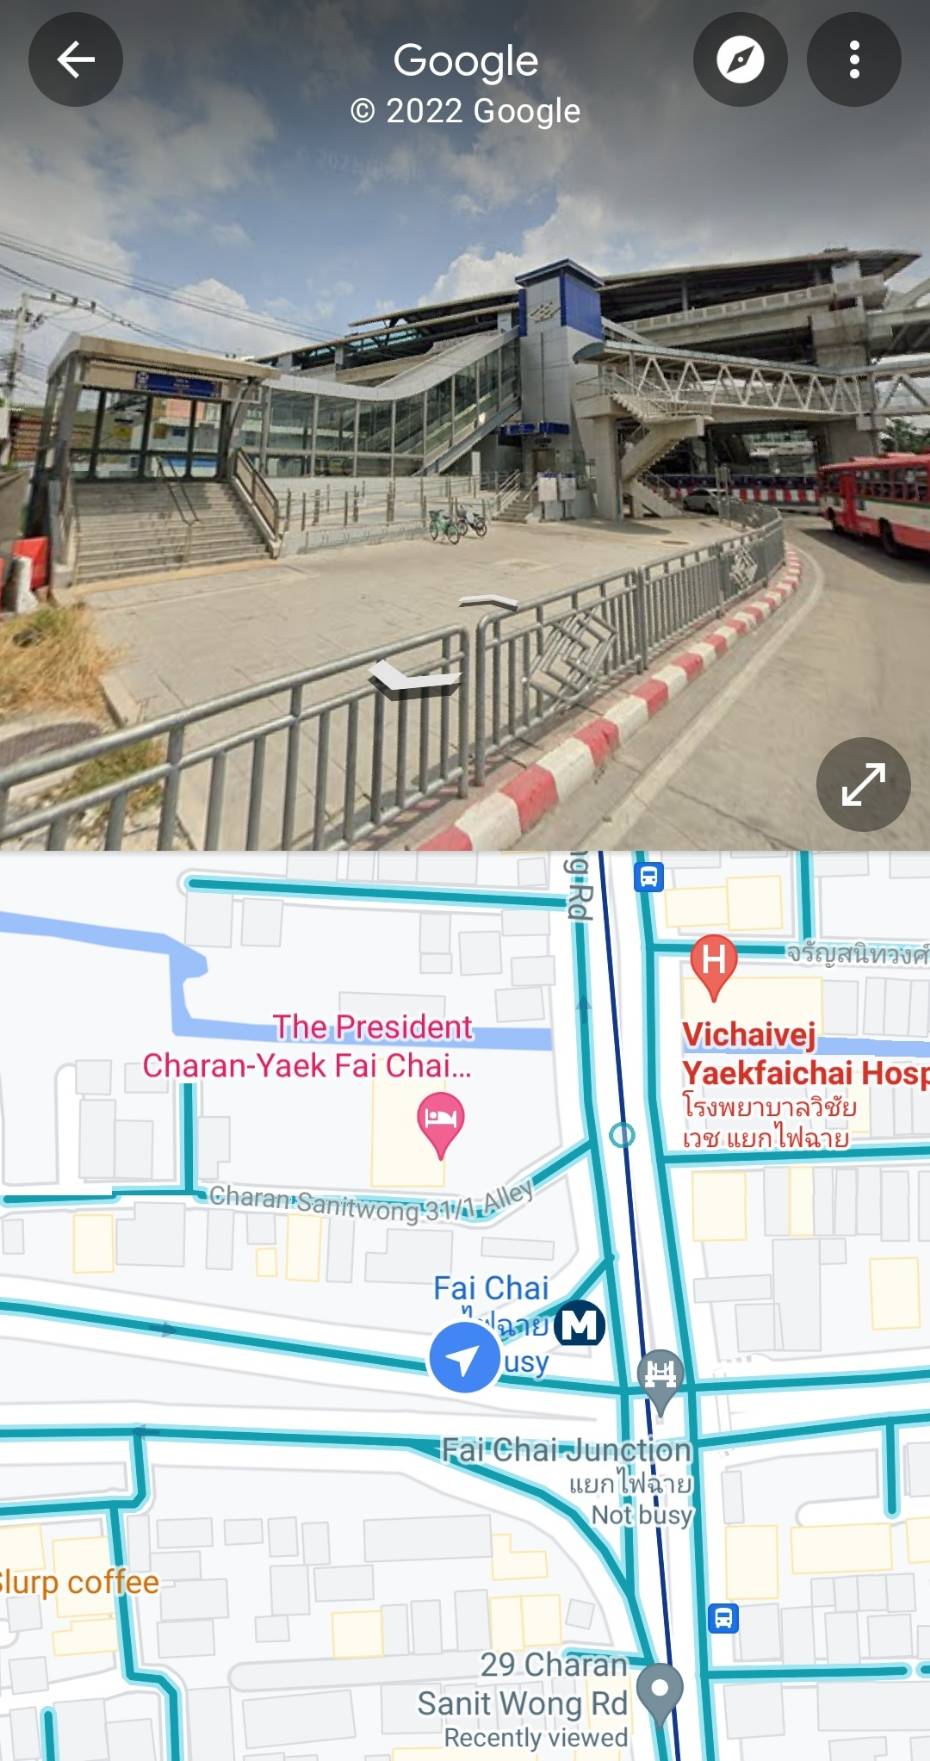 Google
© 2022 Google
ng Rd
จรัญสนิทวงศ์
The President
Charan-Yaek Fai Chai...
Vichaivej
Yaekfaichai Hosp
โรงพยาบาลวิชัย
เวช แยกไฟฉาย
Charan Sanitwong 31/1 Alley
Fai Chai
ไฟฉาย
usy
Fai Chai Junction
แยกไฟฉาย
Not busy
Slurp coffee
29 Charan
Sanit Wong Rd
Recently viewed